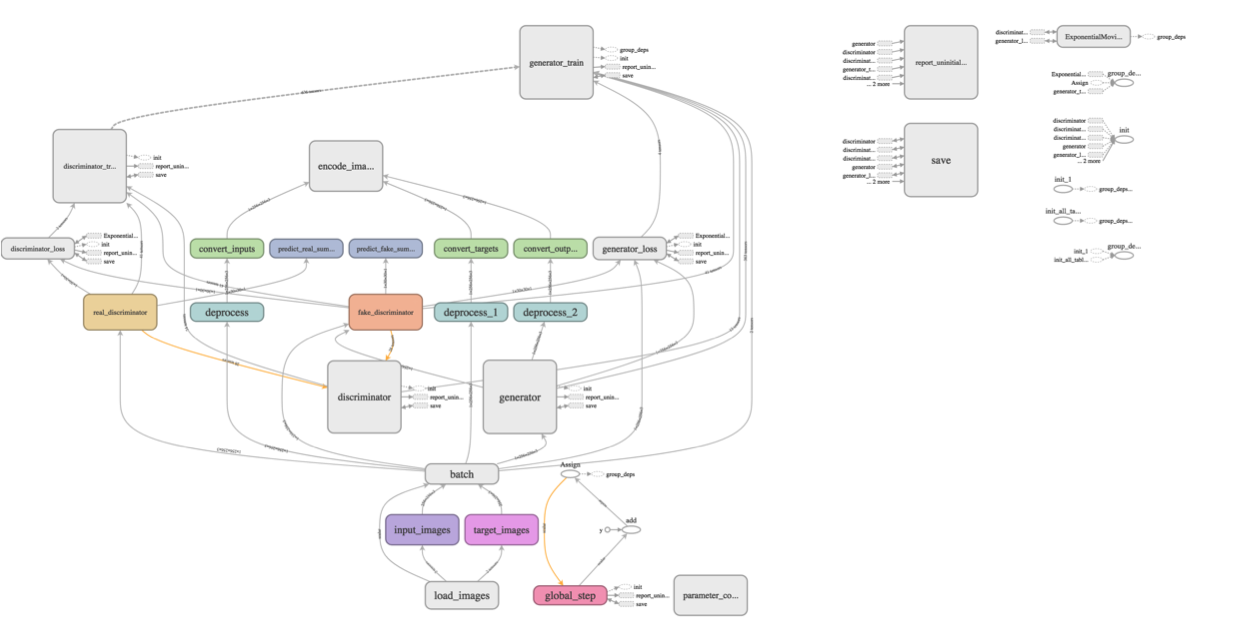 generator_train
group_deps
init
report_unin...
save
discriminator_tr...
init
report_unin...
save
encode_ima...
discriminator_loss
Exponential...
init
report_unin...
save
convert_inputs
predict_real_sum...
predict_fake_sum...
convert_targets
convert_outp...
generator_loss
Exponential...
init
report_unin...
save
real_discriminator
deprocess
fake_discriminator
deprocess_1
deprocess_2
discriminator
init
report_unin...
save
generator
init
report_unin...
save
batch
Assign
group_deps
input_images
target_images
y
add
load_images
global_step
init
report_unin...
save
parameter_co...
generator
discriminator
discriminat...
generator_t...
discriminat...
... 2 more
report_uninitial...
discriminat...
generator_l...
ExponentialMovi...
group_deps
Exponential...
Assign
generator_t...
group_de...
discriminator
discriminat...
discriminat...
generator
generator_l...
... 2 more
save
discriminator
discriminat...
discriminat...
generator
generator_l...
... 2 more
init
init_1
group_deps...
init_all_ta...
group_deps...
init_1
init_all_tabl...
group_de...